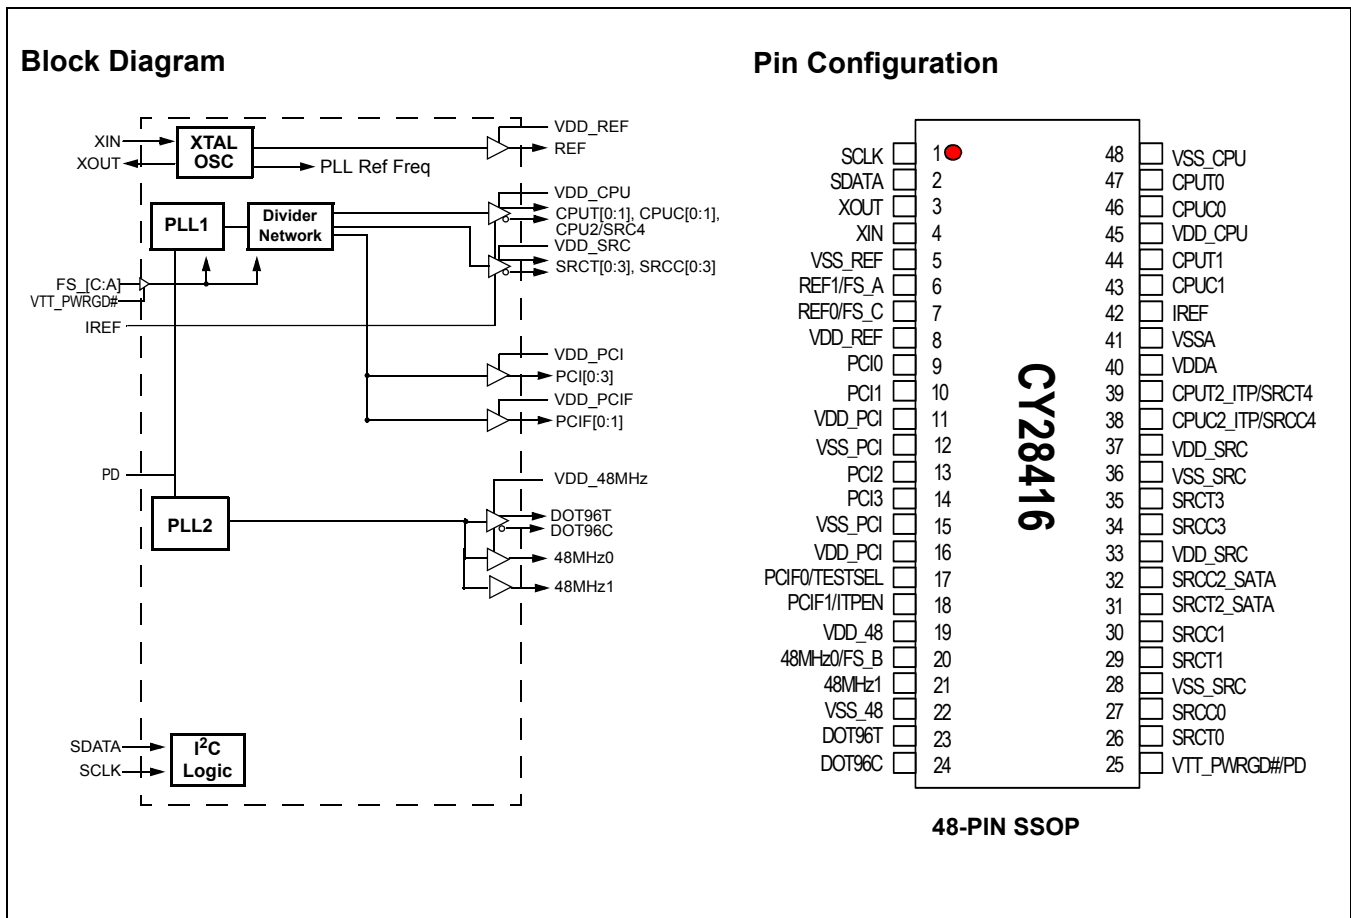 Block Diagram
XIN
XOUT
XTAL
OSC
PLL Ref Freq
VDD_REF
REF
PLL1
Divider
Network
VDD_CPU
CPUT[0:1], CPUC[0:1],
CPU2/SRC4
VDD_SRC
SRCT[0:3], SRCC[0:3]
FS_[C:A]
VTT_PWRGD#
IREF
VDD_PCI
PCI[0:3]
VDD_PCIF
PCIF[0:1]
PD
PLL2
VDD_48MHz
DOT96T
DOT96C
48MHz0
48MHz1
SDATA
SCLK
I2C
Logic
Pin Configuration
SCLK 1
SDATA 2
XOUT 3
XIN 4
VSS_REF 5
REF1/FS_A 6
REF0/FS_C 7
VDD_REF 8
PCI0 9
PCI1 10
VDD_PCI 11
VSS_PCI 12
PCI2 13
PCI3 14
VSS_PCI 15
VDD_PCI 16
PCIF0/TESTSEL 17
PCIF1/ITPEN 18
VDD_48 19
48MHz0/FS_B 20
48MHz1 21
VSS_48 22
DOT96T 23
DOT96C 24
CY28416
48 VSS_CPU
47 CPUT0
46 CPUC0
45 VDD_CPU
44 CPUT1
43 CPUC1
42 IREF
41 VSSA
40 VDDA
39 CPUT2_ITP/SRCT4
38 CPUC2_ITP/SRCC4
37 VDD_SRC
36 VSS_SRC
35 SRCT3
34 SRCC3
33 VDD_SRC
32 SRCC2_SATA
31 SRCT2_SATA
30 SRCC1
29 SRCT1
28 VSS_SRC
27 SRCC0
26 SRCT0
25 VTT_PWRGD#/PD
48-PIN SSOP